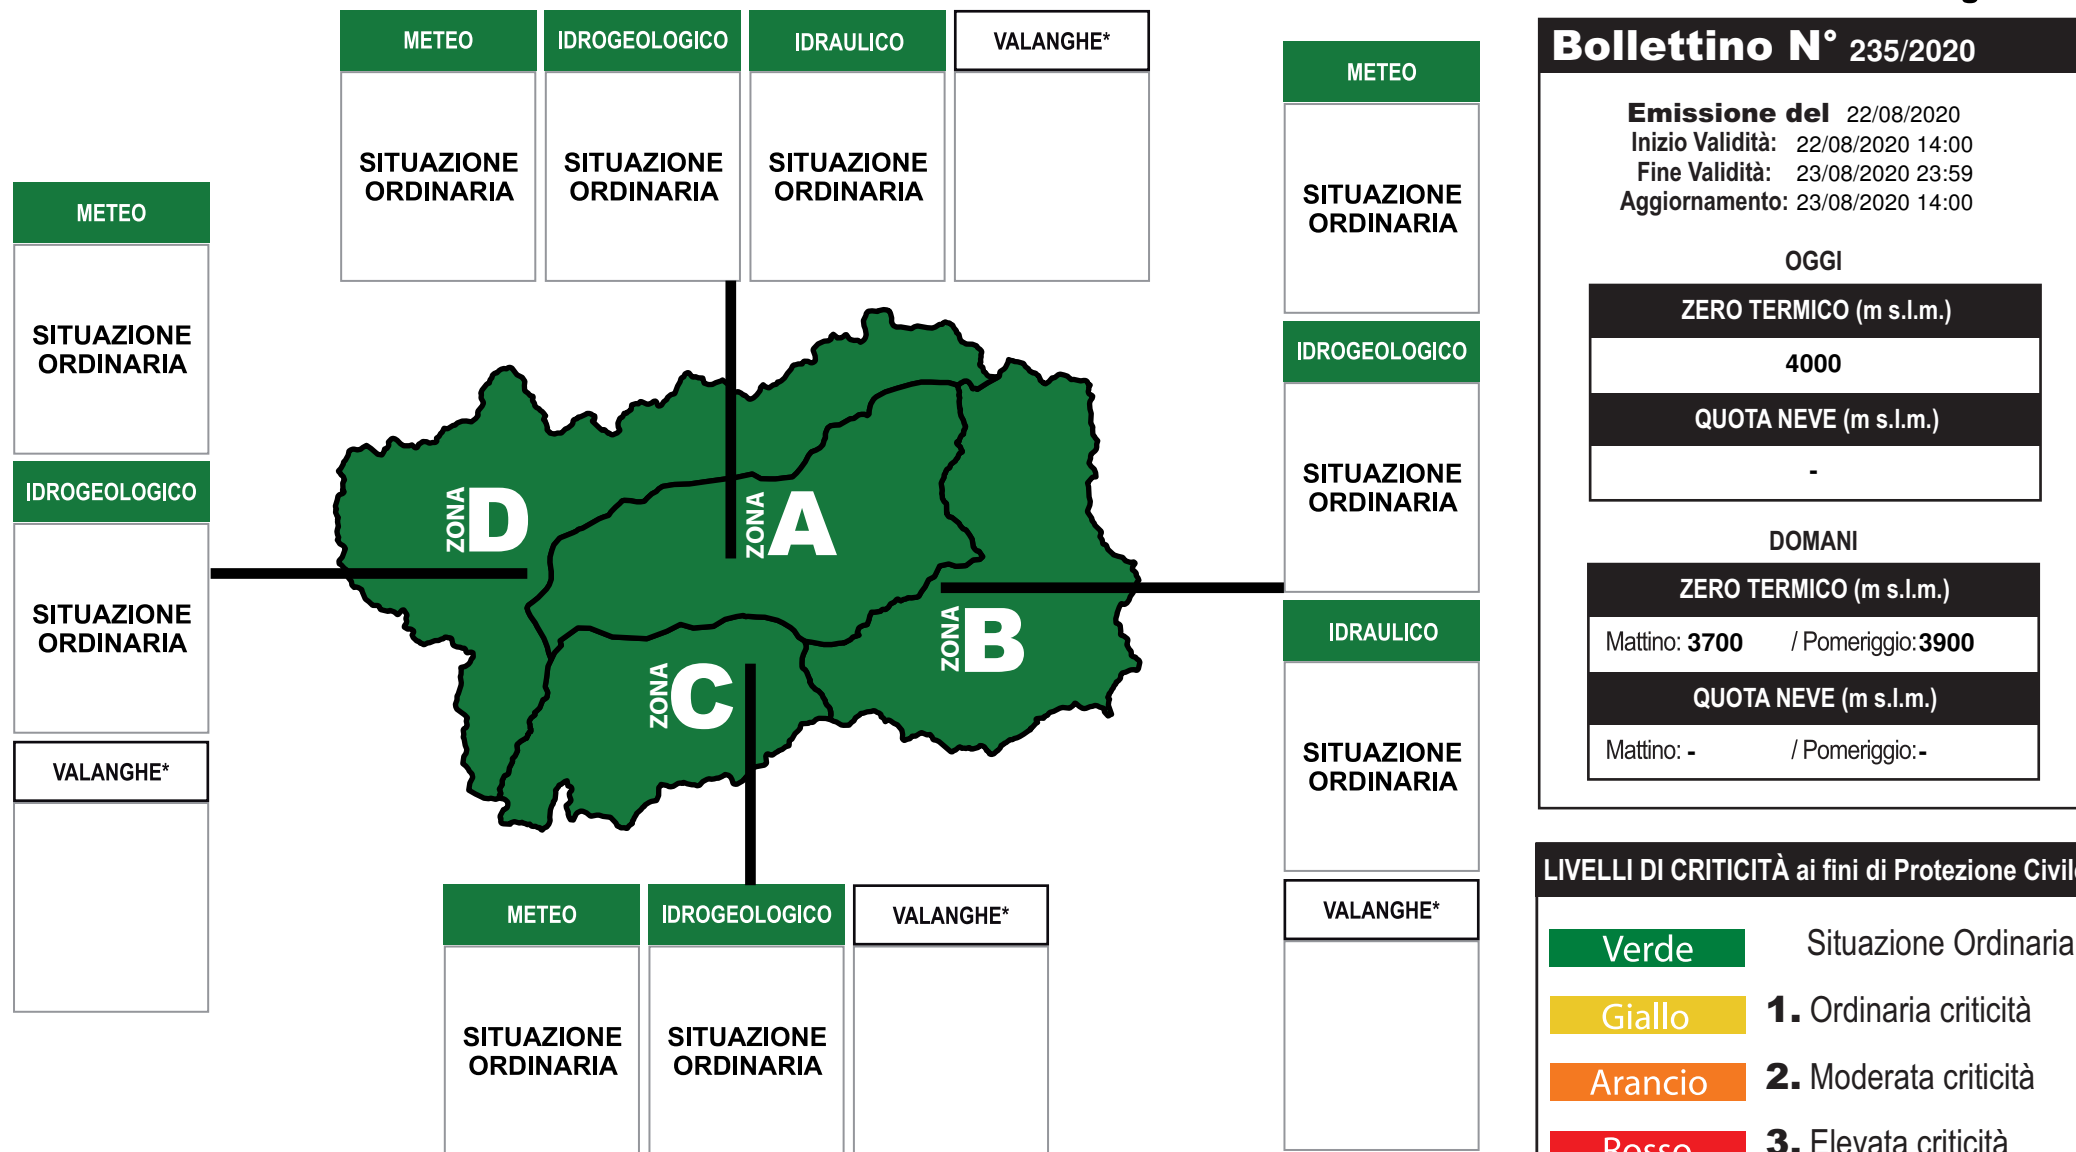 METEO
IDROGEOLOGICO
IDRAULICO
VALANGHE*
SITUAZIONE
ORDINARIA
SITUAZIONE
ORDINARIA
SITUAZIONE
ORDINARIA
METEO
SITUAZIONE
ORDINARIA
IDROGEOLOGICO
SITUAZIONE
ORDINARIA
VALANGHE*
ZONA D
ZONA A
ZONA B
ZONA C
METEO
SITUAZIONE
ORDINARIA
IDROGEOLOGICO
SITUAZIONE
ORDINARIA
IDRAULICO
SITUAZIONE
ORDINARIA
VALANGHE*
METEO
IDROGEOLOGICO
VALANGHE*
SITUAZIONE
ORDINARIA
SITUAZIONE
ORDINARIA
Bollettino N° 235/2020
Emissione del 22/08/2020
Inizio Validità: 22/08/2020 14:00
Fine Validità: 23/08/2020 23:59
Aggiornamento: 23/08/2020 14:00
OGGI
ZERO TERMICO (m s.l.m.)
4000
QUOTA NEVE (m s.l.m.)
-
DOMANI
ZERO TERMICO (m s.l.m.)
Mattino: 3700 / Pomeriggio: 3900
QUOTA NEVE (m s.l.m.)
Mattino: - / Pomeriggio: -
LIVELLI DI CRITICITÀ ai fini di Protezione Civile
Verde Situazione Ordinaria
Giallo 1. Ordinaria criticità
Arancio 2. Moderata criticità
Rosso 3. Elevata criticità